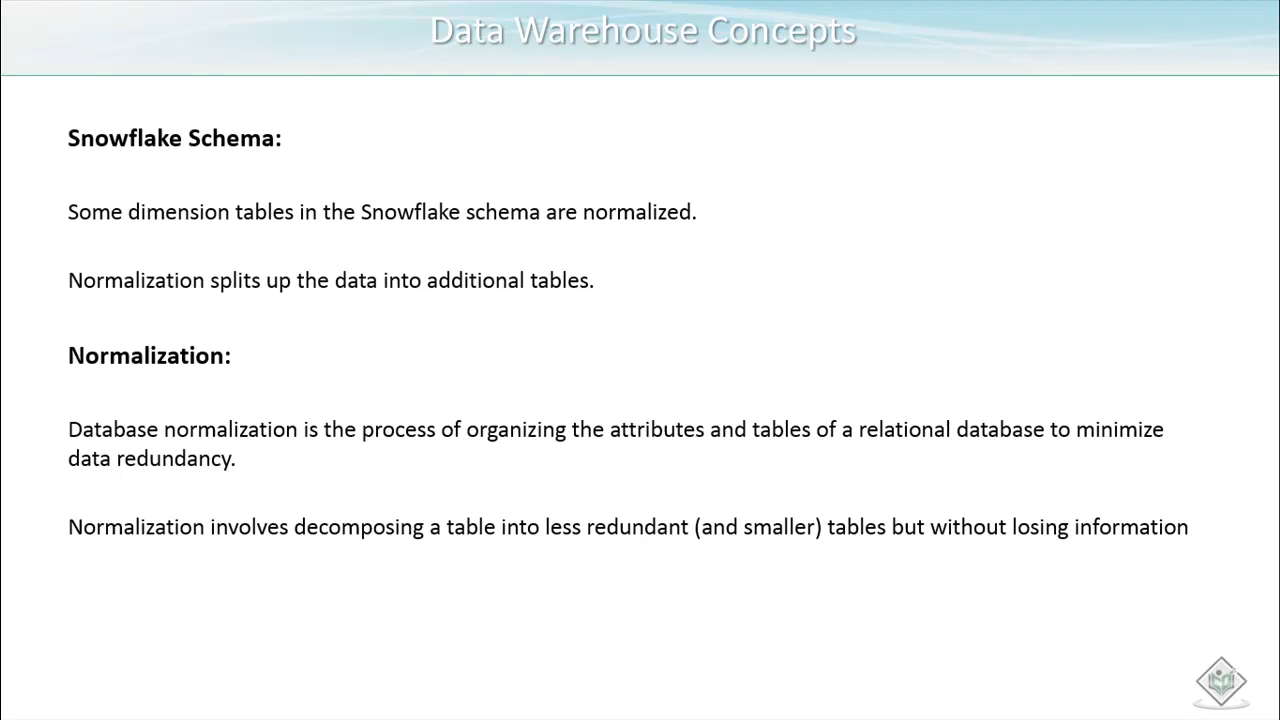 Data Warehouse Concepts
Snowflake Schema:
Some dimension tables in the Snowflake schema are normalized.
Normalization splits up the data into additional tables.
Normalization:
Database normalization is the process of organizing the attributes and tables of a relational database to minimize
data redundancy.
Normalization involves decomposing a table into less redundant (and smaller) tables but without losing information